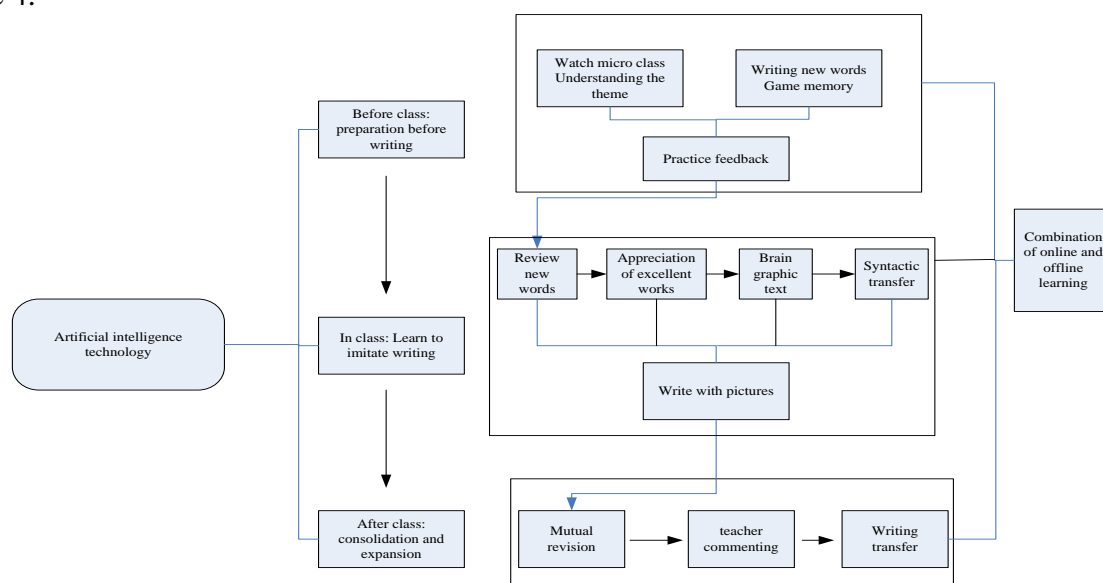 Watch micro class
Understanding the
theme
Writing new words
Game memory
Before class:
preparation before
writing
Practice feedback
Review
new
words
Appreciation
of excellent
works
Brain
graphic
text
Syntactic
transfer
Combination
of online and
offline
learning
Artificial intelligence
technology
In class: Learn to
imitate writing
Write with pictures
After class:
consolidation and
expansion
Mutual
revision
teacher
commenting
Writing
transfer